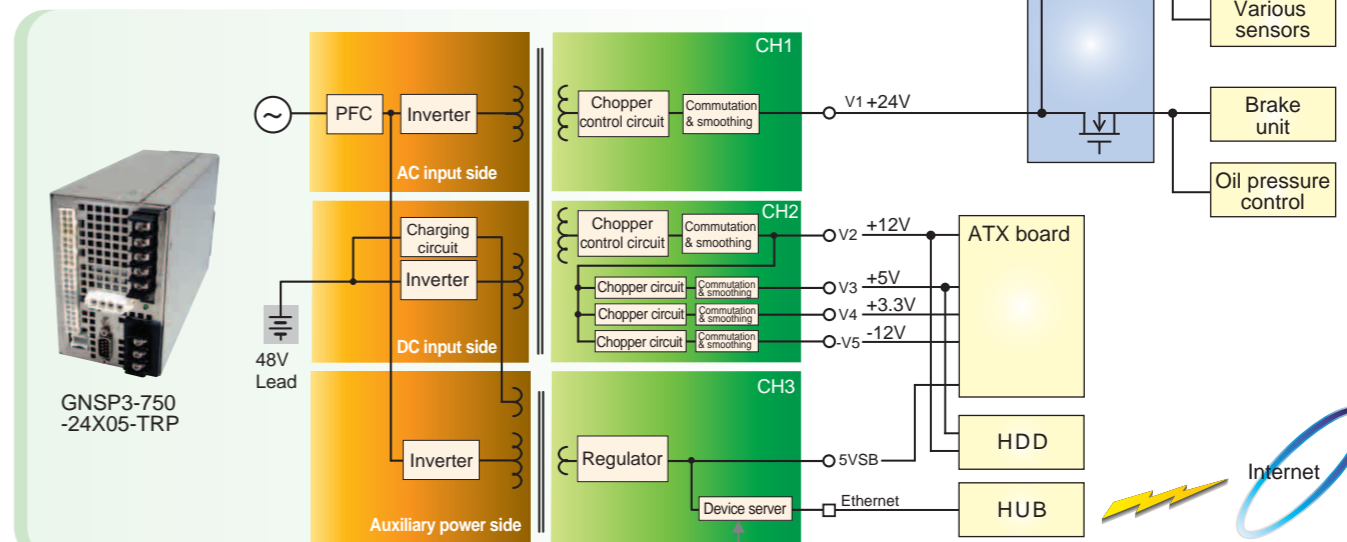 Various
sensors
CH1
PFC
Inverter
Chopper
control circuit
Commutation
& smoothing
V1 +24V
Brake
unit
AC input side
Oil pressure
control
CH2
Charging
circuit
Inverter
Chopper
control circuit
Commutation
& smoothing
V2 +12V
ATX board
Chopper circuit
Commutation
& smoothing
V3 +5V
Chopper circuit
Commutation
& smoothing
V4 +3.3V
Chopper circuit
Commutation
& smoothing
-V5 -12V
DC input side
48V
Lead
CH3
GNSP3-750
-24X05-TRP
Inverter
Regulator
5VSB
HDD
Internet
Device server
Ethernet
HUB
Auxiliary power side